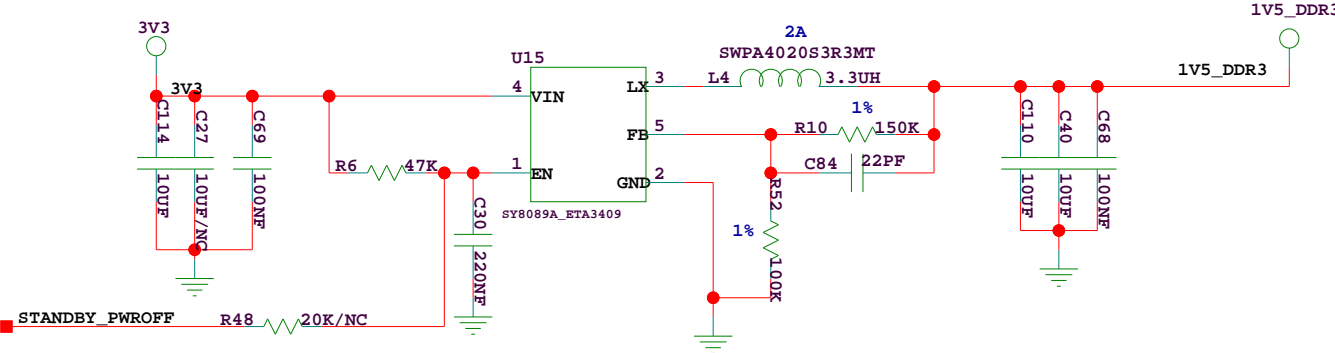 1V5_DDR3
3V3
2A
SWPA4020S3R3MT
U15
3V3
4
VIN
LX
3
L4
3.3UH
1V5_DDR3
C114
C27
C69
1%
FB
5
R10
150K
C110
C40
C68
R6
47K
1
EN
C84
22PF
GND
2
10UF
10UF/NC
100NF
C30
R52
10UF
10UF
100NF
SY8089A_ETA3409
1%
220NF
100K
STANDBY_PWROFF
R48
20K/NC